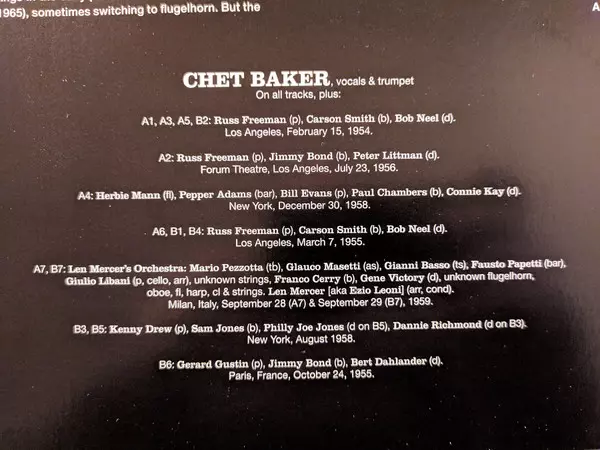 1965), sometimes switching to flugelhorn. But the
A
CHET BAKER, vocals & trumpet
On all tracks, plus:
A1, A3, A5, B2: Russ Freeman (p), Carson Smith (b), Bob Neel (d).
Los Angeles, February 15, 1954.
A2: Russ Freeman (p), Jimmy Bond (b), Peter Littman (d).
Forum Theatre, Los Angeles, July 23, 1956.
A4: Herbie Mann (fl), Pepper Adams (bar), Bill Evans (p), Paul Chambers (b), Connie Kay (d).
New York, December 30, 1958.
A6, B1, B4: Russ Freeman (p), Carson Smith (b), Bob Neel (d).
Los Angeles, March 7, 1955.
A7, B7: Len Mercer's Orchestra: Mario Pezzotta (tb), Glauco Masetti (as), Gianni Basso (ts), Fausto Papetti (bar),
Giulio Libani (p, cello, arr), unknown strings, Franco Cerry (b), Gene Victory (d), unknown flugelhorn,
oboe, fl, harp, cl & strings. Len Mercer [aka Ezio Leoni] (arr, cond).
Milan, Italy, September 28 (A7) & September 29 (B7), 1959.
B3, B5: Kenny Drew (p), Sam Jones (b), Philly Joe Jones (d on B5), Dannie Richmond (d on B3).
New York, August 1958.
B6: Gerard Gustin (p), Jimmy Bond (b), Bert Dahlander (d).
Paris, France, October 24, 1955.